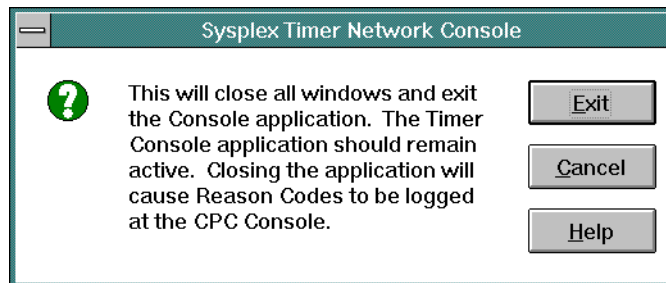 Sysplex Timer Network Console
This will close all windows and exit
the Console application.  The Timer
Console application should remain
active.  Closing the application will
cause Reason Codes to be logged
at the CPC Console.
Exit
Cancel
Help